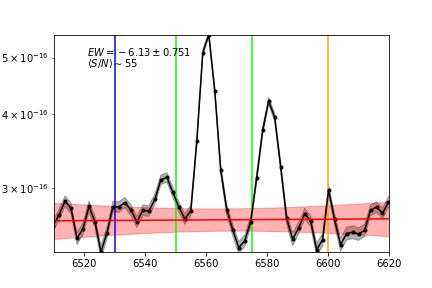 EW = −6.13 ± 0.751
⟨S/N⟩ ~ 55
5 × 10⁻¹⁶
4 × 10⁻¹⁶
3 × 10⁻¹⁶
6520 6540 6560 6580 6600 6620